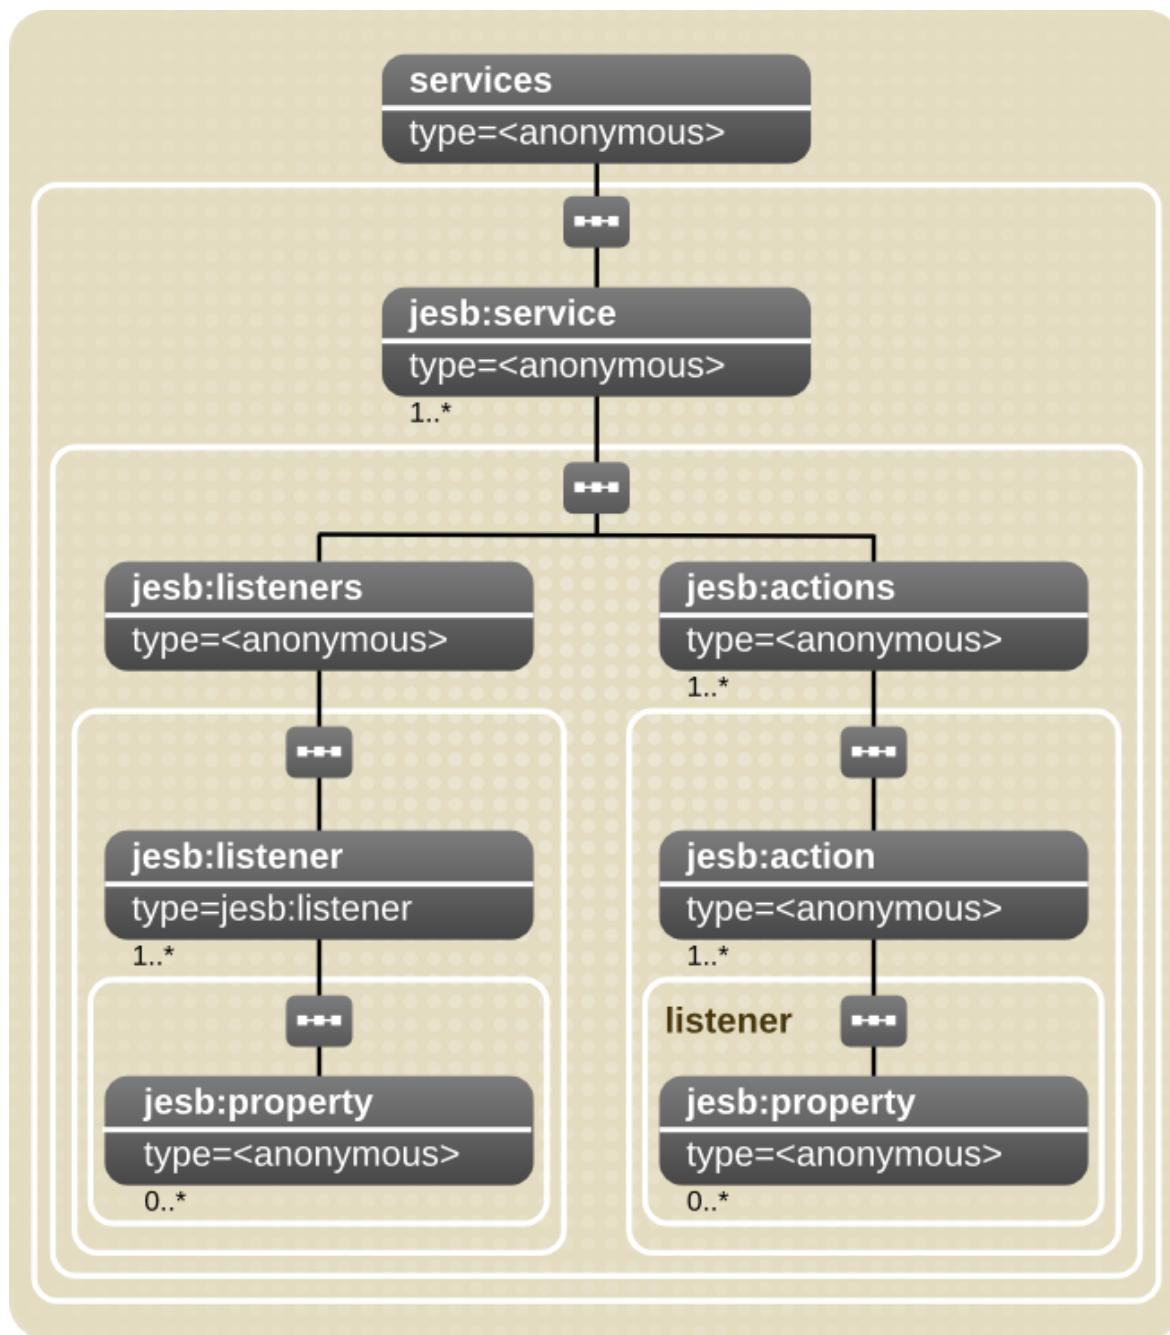 services
type=<anonymous>
jesb:service
type=<anonymous>
1..*
jesb:listeners
type=<anonymous>
jesb:actions
type=<anonymous>
1..*
jesb:listener
type=jesb:listener
1..*
jesb:action
type=<anonymous>
1..*
jesb:property
type=<anonymous>
0..*
listener
jesb:property
type=<anonymous>
0..*